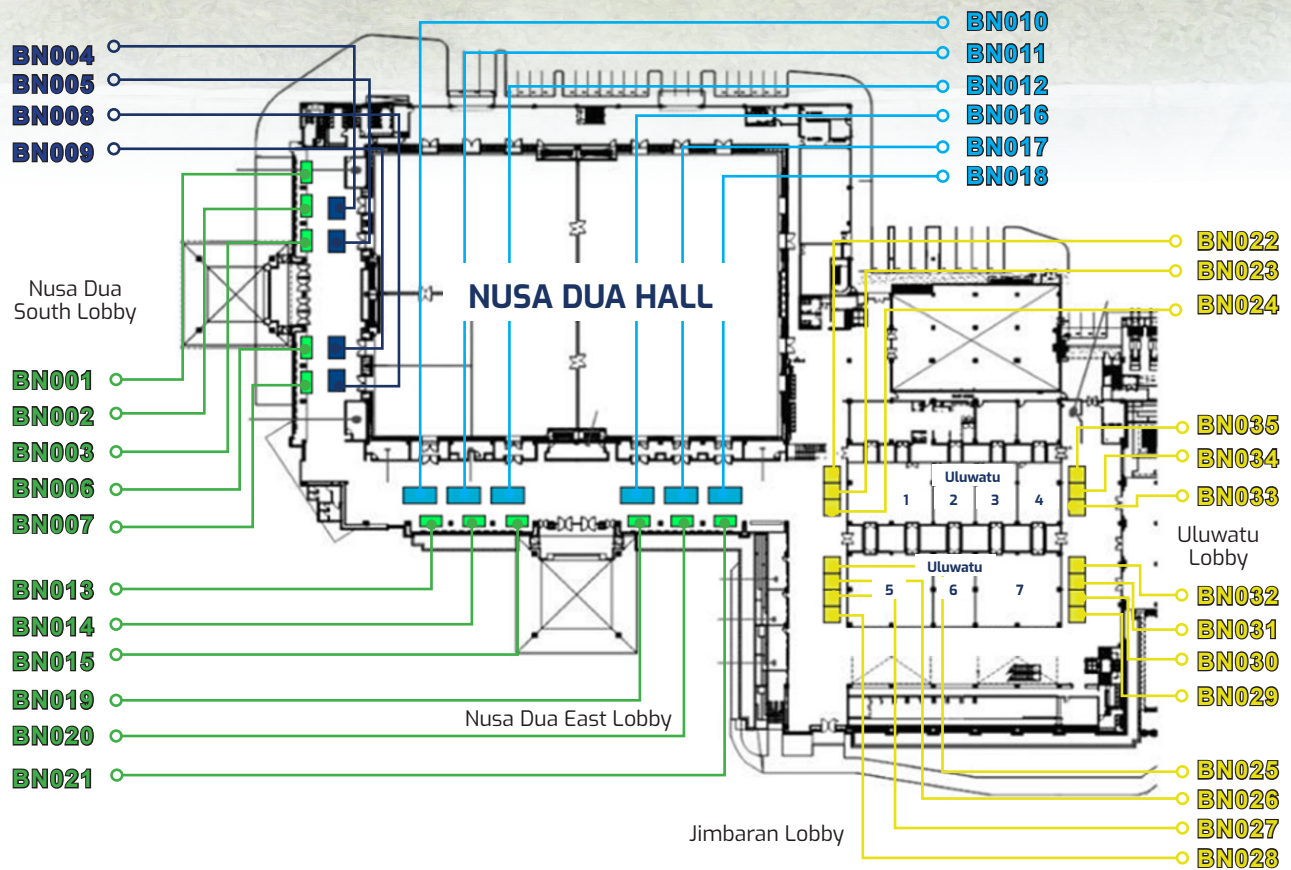 BN004
BN005
BN008
BN009
BN010
BN011
BN012
BN016
BN017
BN018
BN022
BN023
BN024
NUSA DUA HALL
Nusa Dua
South Lobby
BN001
BN002
BN003
BN006
BN007
BN013
BN014
BN015
BN019
BN020
BN021
Nusa Dua East Lobby
Uluwatu
1 2 3 4
Uluwatu
5 6 7
BN035
BN034
BN033
Uluwatu
Lobby
BN032
BN031
BN030
BN029
BN025
BN026
BN027
BN028
Jimbaran Lobby